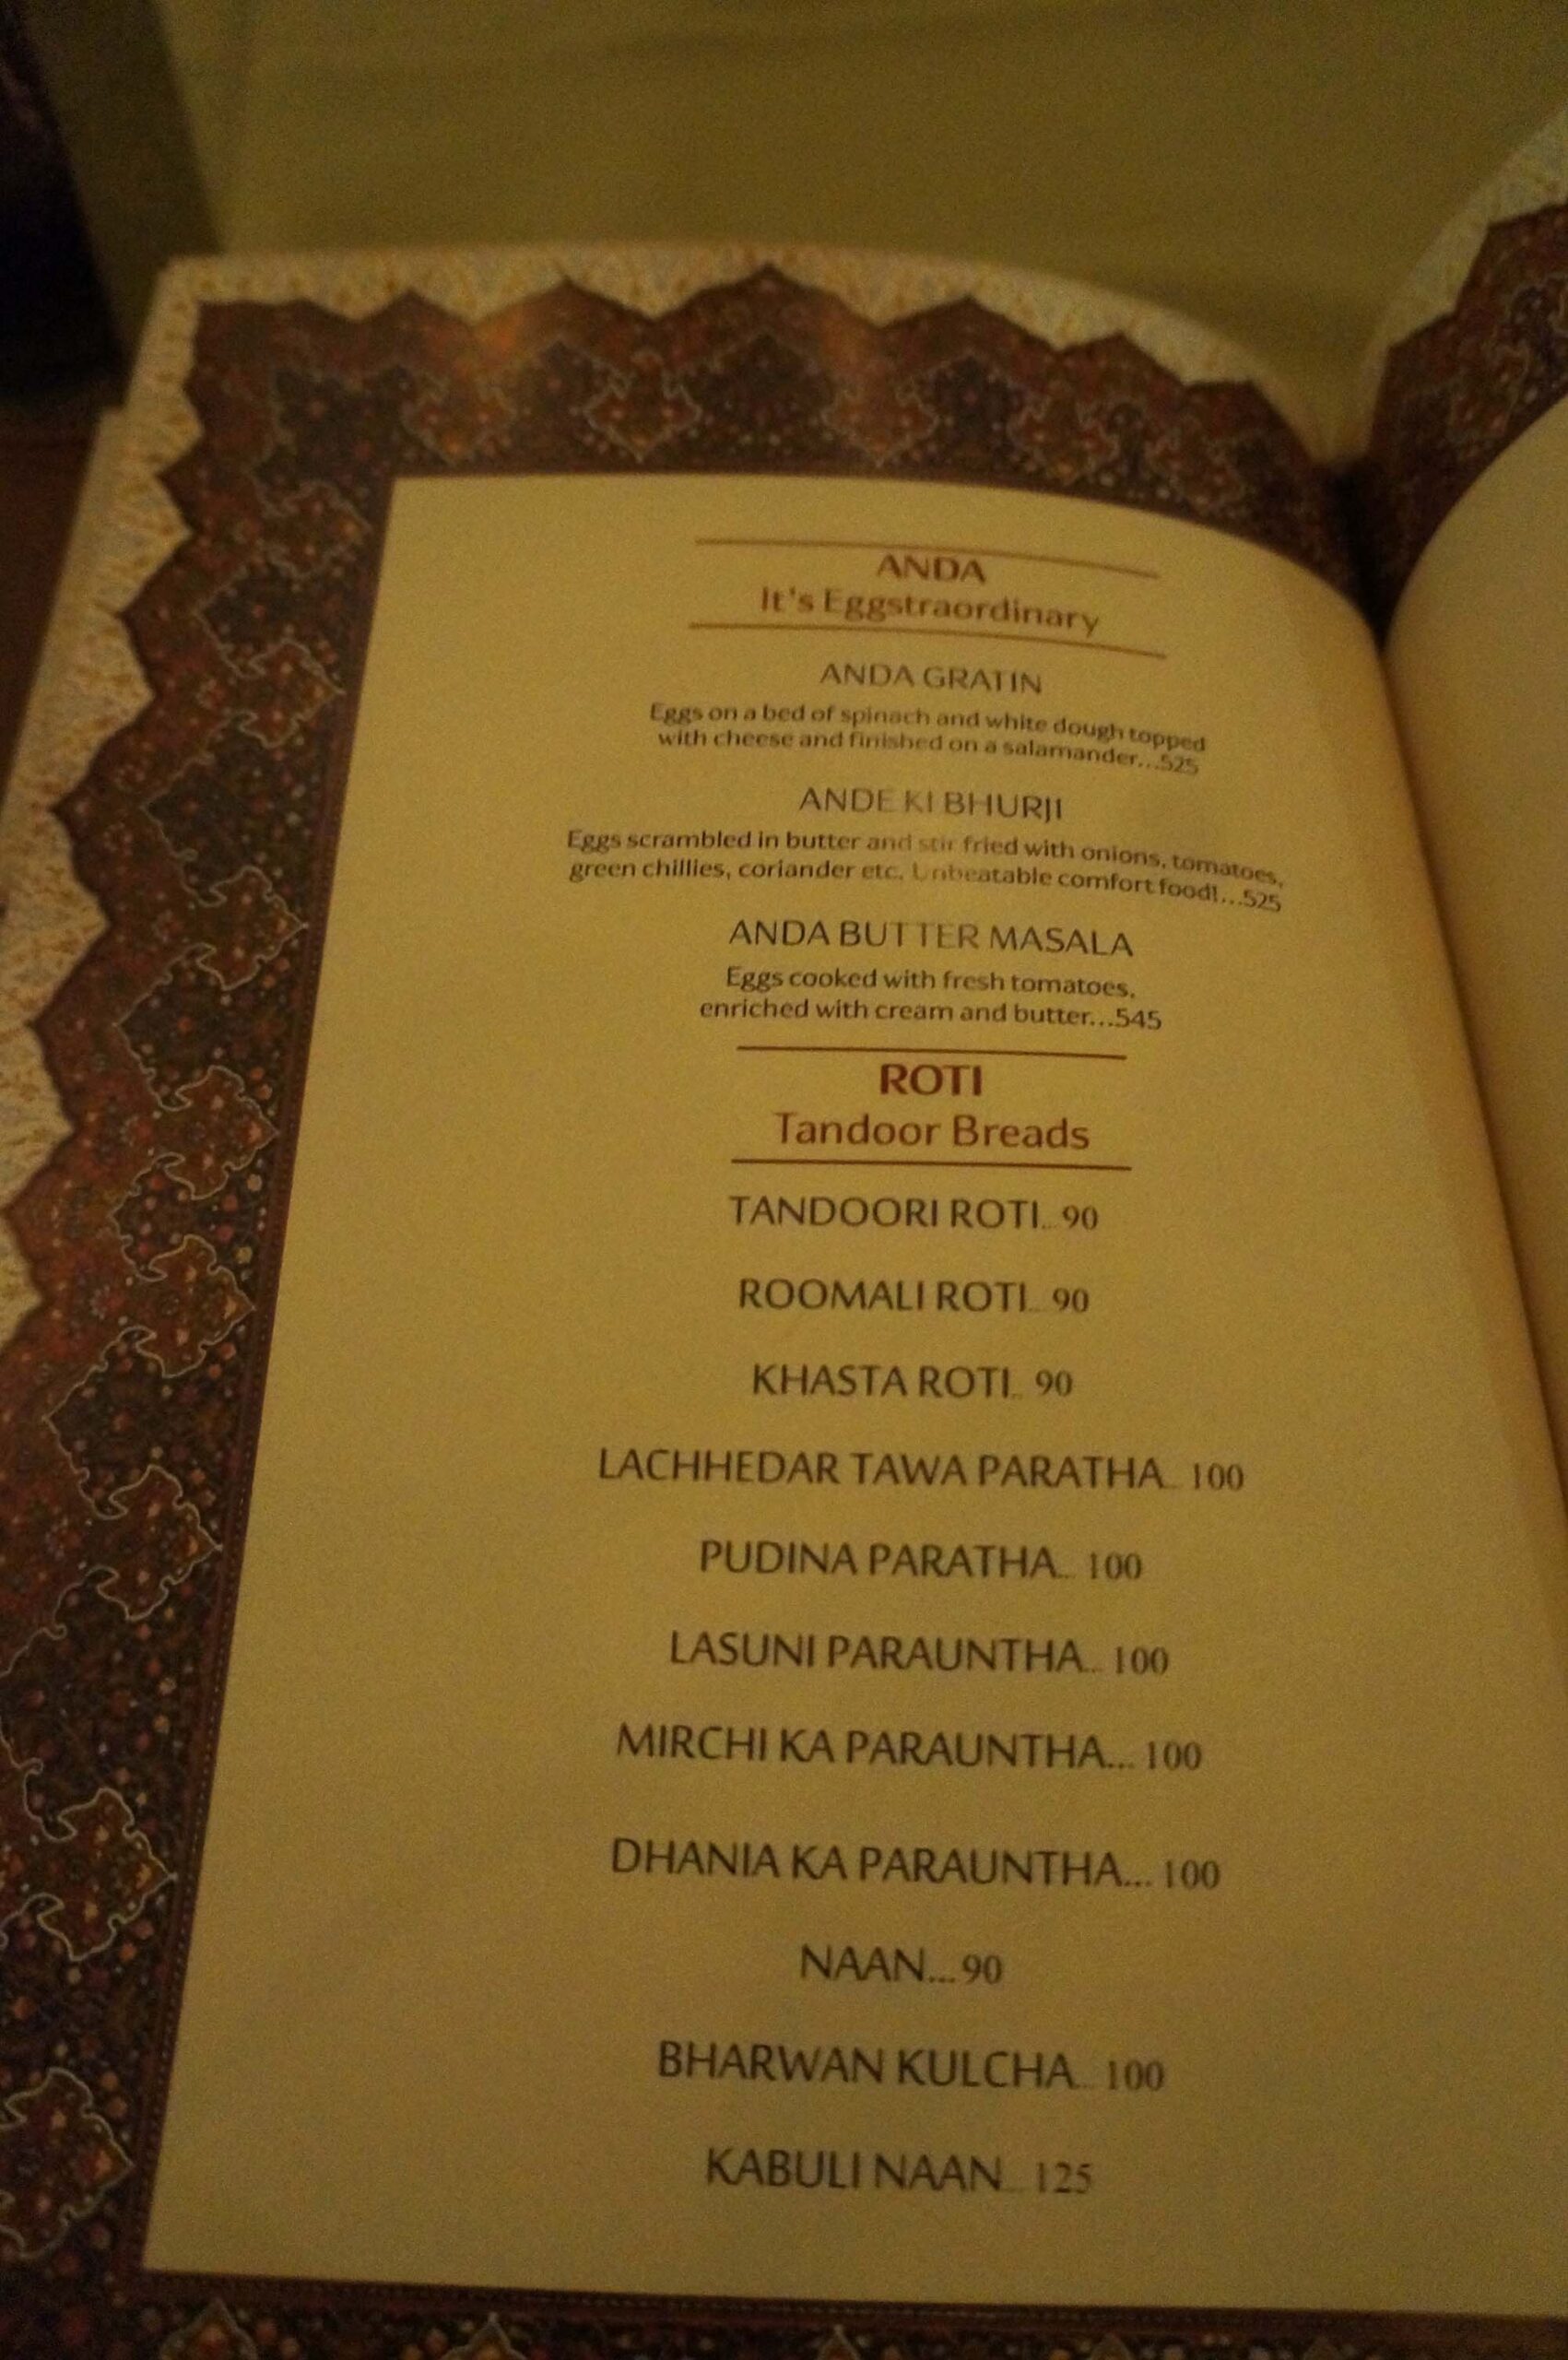 ANDA
It's Eggstraordinary
ANDA GRATIN
Eggs on a bed of spinach and white dough topped
with cheese and finished on a salamander...525
ANDE KI BHURJI
Eggs scrambled in butter and stir fried with onions, tomatoes,
green chillies, coriander etc. Unbeatable comfort food!...525
ANDA BUTTER MASALA
Eggs cooked with fresh tomatoes,
enriched with cream and butter...545
ROTI
Tandoor Breads
TANDOORI ROTI... 90
ROOMALI ROTI... 90
KHASTA ROTI... 90
LACHHEDAR TAWA PARATHA... 100
PUDINA PARATHA... 100
LASUNI PARAUNTHA... 100
MIRCHI KA PARAUNTHA... 100
DHANIA KA PARAUNTHA... 100
NAAN... 90
BHARWAN KULCHA... 100
KABULI NAAN... 125